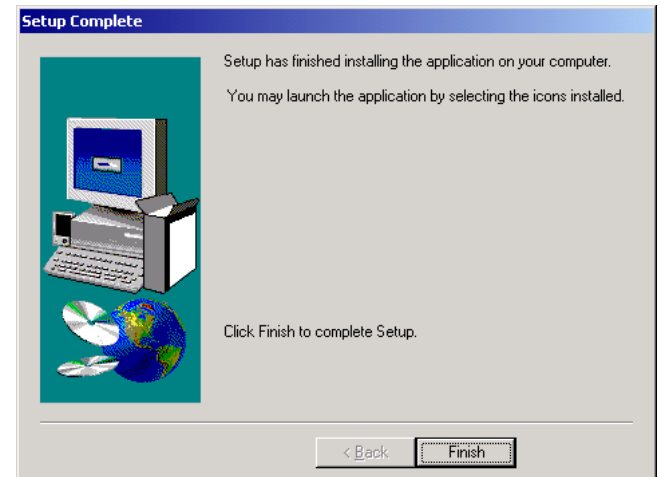 Setup Complete
Setup has finished installing the application on your computer.
You may launch the application by selecting the icons installed.
Click Finish to complete Setup.
< Back
Finish